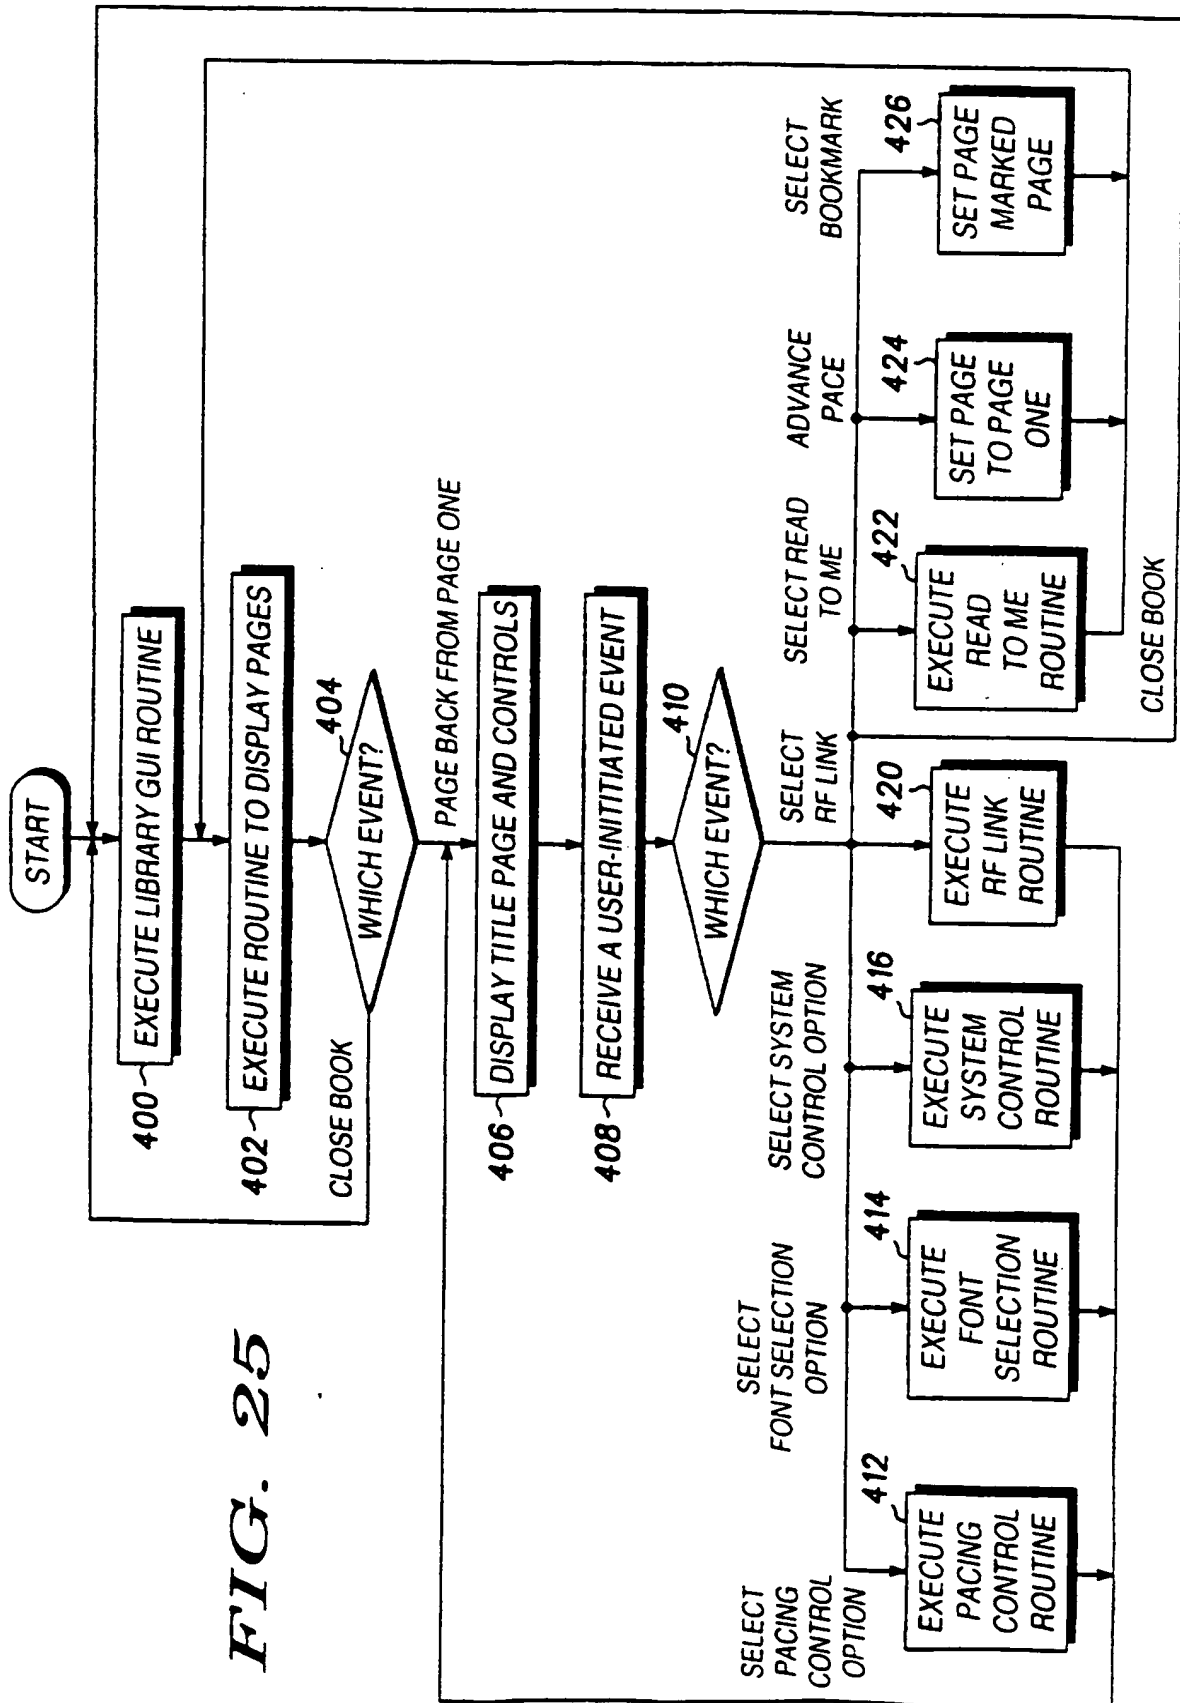 FIG. 25
START
400
EXECUTE LIBRARY GUI ROUTINE
402
EXECUTE ROUTINE TO DISPLAY PAGES
404
WHICH EVENT?
CLOSE BOOK
PAGE BACK FROM PAGE ONE
406
DISPLAY TITLE PAGE AND CONTROLS
408
RECEIVE A USER-INITIATED EVENT
410
WHICH EVENT?
SELECT
PACING
CONTROL
OPTION
412
EXECUTE
PACING
CONTROL
ROUTINE
SELECT
FONT SELECTION
OPTION
414
EXECUTE
FONT
SELECTION
ROUTINE
SELECT SYSTEM
CONTROL OPTION
416
EXECUTE
SYSTEM
CONTROL
ROUTINE
SELECT
RF LINK
420
EXECUTE
RF LINK
ROUTINE
CLOSE BOOK
SELECT READ
TO ME
422
EXECUTE
READ
TO ME
ROUTINE
ADVANCE
PACE
424
SET PAGE
TO PAGE
ONE
SELECT
BOOKMARK
426
SET PAGE
MARKED
PAGE